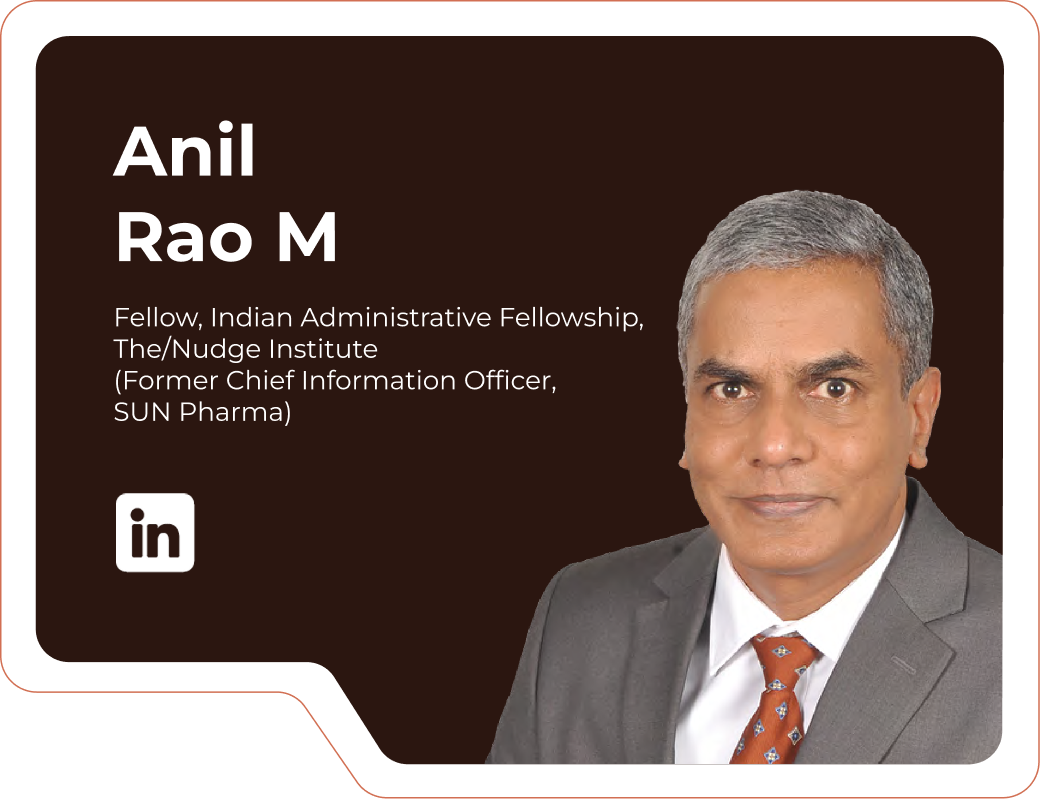 Anil
Rao M
Fellow, Indian Administrative Fellowship,
The/Nudge Institute
(Former Chief Information Officer,
SUN Pharma)
in